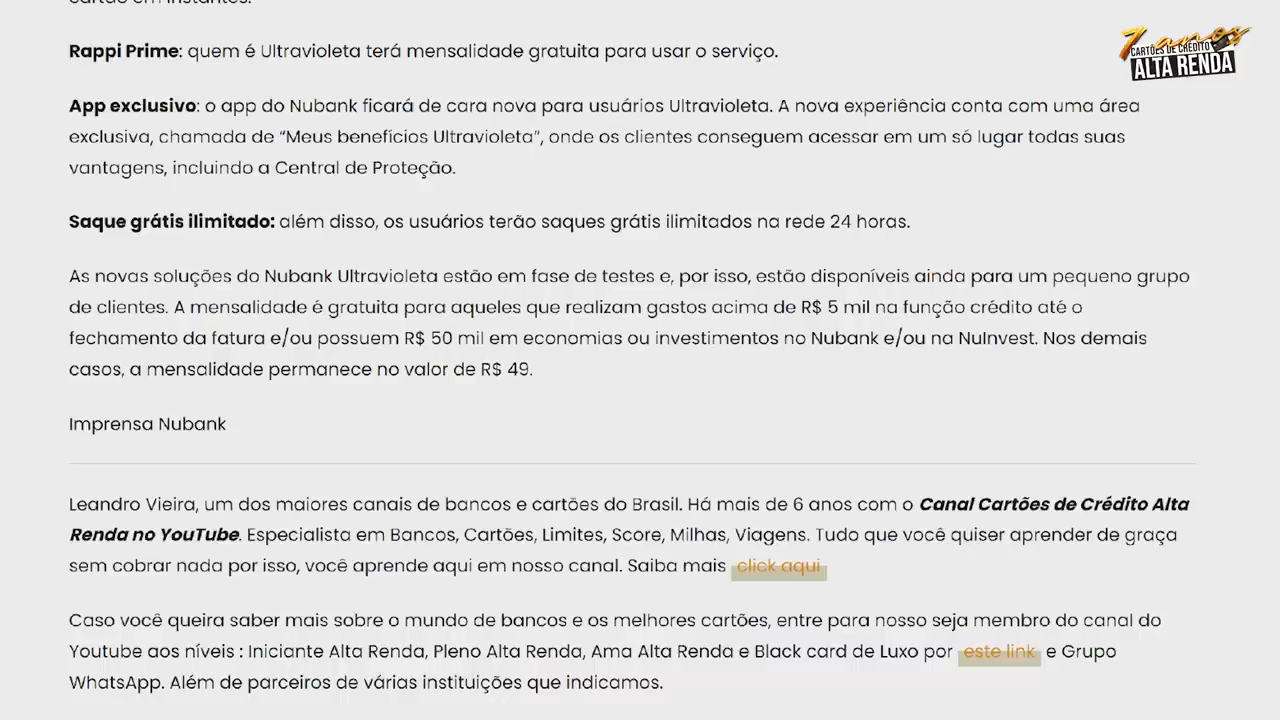 cartão em instantes.
7 anos
CARTÕES DE CRÉDITO
ALTA RENDA
Rappi Prime: quem é Ultravioleta terá mensalidade gratuita para usar o serviço.
App exclusivo: o app do Nubank ficará de cara nova para usuários Ultravioleta. A nova experiência conta com uma área
exclusiva, chamada de “Meus benefícios Ultravioleta”, onde os clientes conseguem acessar em um só lugar todas suas
vantagens, incluindo a Central de Proteção.
Saque grátis ilimitado: além disso, os usuários terão saques grátis ilimitados na rede 24 horas.
As novas soluções do Nubank Ultravioleta estão em fase de testes e, por isso, estão disponíveis ainda para um pequeno grupo
de clientes. A mensalidade é gratuita para aqueles que realizam gastos acima de R$ 5 mil na função crédito até o
fechamento da fatura e/ou possuem R$ 50 mil em economias ou investimentos no Nubank e/ou na NuInvest. Nos demais
casos, a mensalidade permanece no valor de R$ 49.
Imprensa Nubank
Leandro Vieira, um dos maiores canais de bancos e cartões do Brasil. Há mais de 6 anos com o Canal Cartões de Crédito Alta
Renda no YouTube. Especialista em Bancos, Cartões, Limites, Score, Milhas, Viagens. Tudo que você quiser aprender de graça
sem cobrar nada por isso, você aprende aqui em nosso canal. Saiba mais click aqui
Caso você queira saber mais sobre o mundo de bancos e os melhores cartões, entre para nosso seja membro do canal do
Youtube aos níveis : Iniciante Alta Renda, Pleno Alta Renda, Ama Alta Renda e Black card de Luxo por este link e Grupo
WhatsApp. Além de parceiros de várias instituições que indicamos.